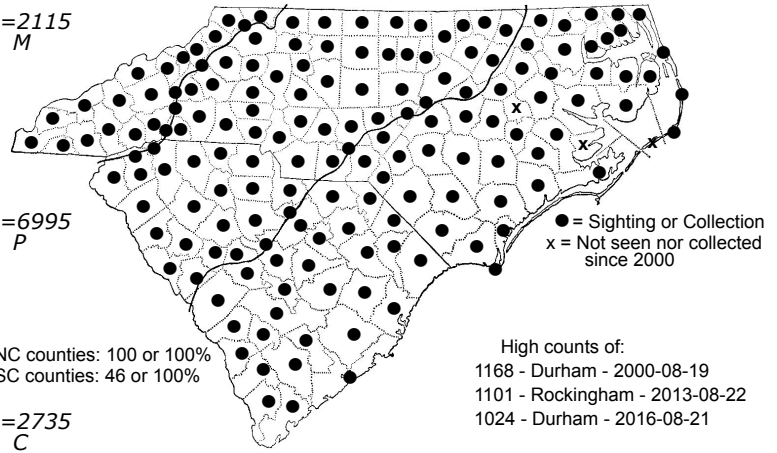 =2115
M
=6995
P
= Sighting or Collection
x = Not seen nor collected
since 2000
NC counties: 100 or 100%
SC counties: 46 or 100%
High counts of:
1168 - Durham - 2000-08-19
1101 - Rockingham - 2013-08-22
1024 - Durham - 2016-08-21
=2735
C
x
x
x